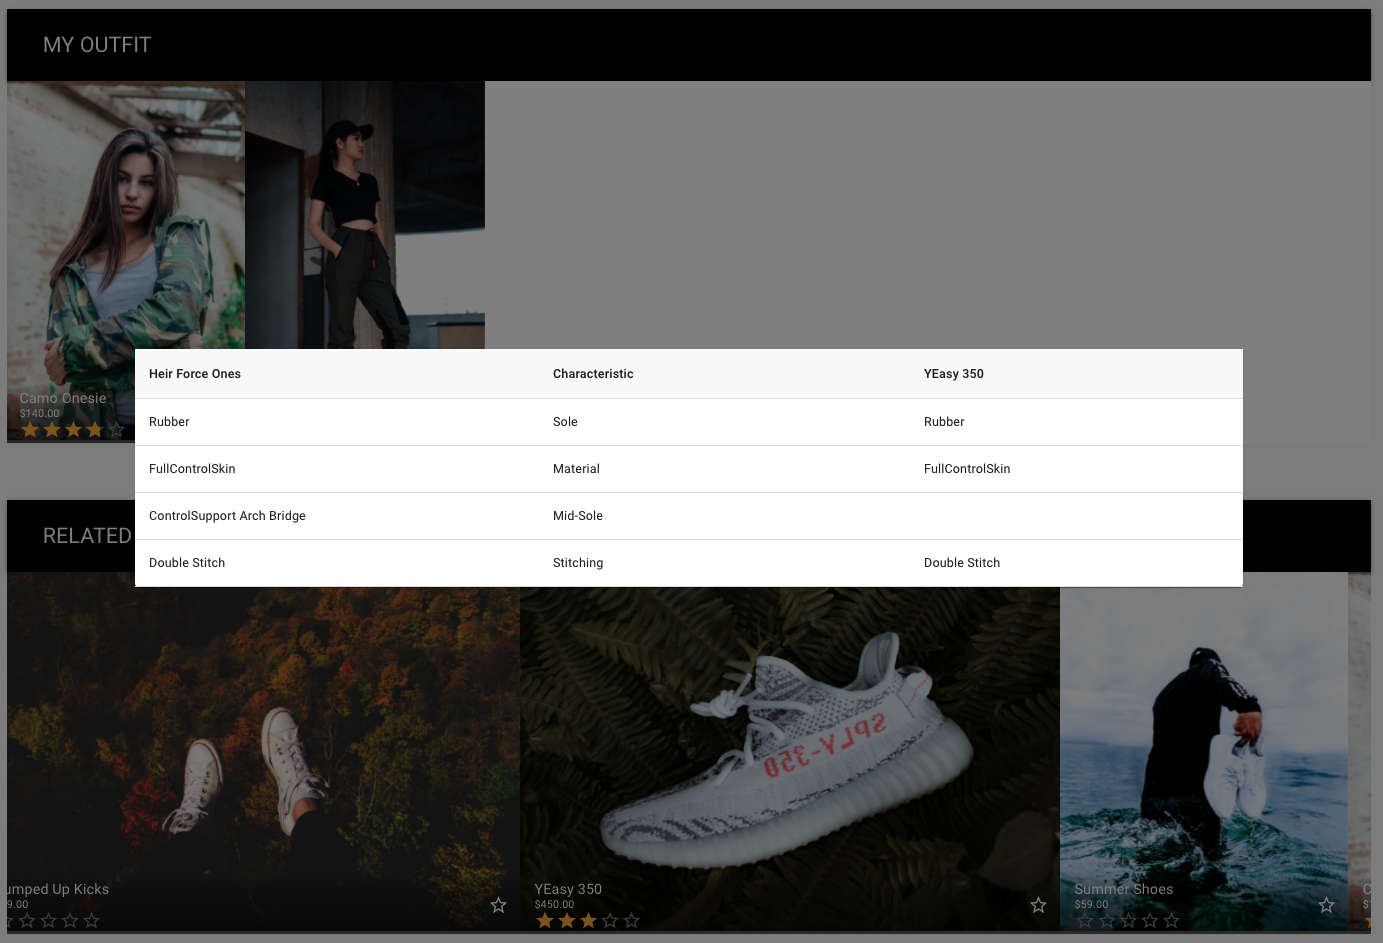 MY OUTFIT
Camo Onesie
$140.00
Heir Force Ones Characteristic YEasy 350
Rubber Sole Rubber
FullControlSkin Material FullControlSkin
ControlSupport Arch Bridge Mid-Sole
Double Stitch Stitching Double Stitch
RELATED
SPLY-350
umped Up Kicks
9.00
YEasy 350
$450.00
Summer Shoes
$59.00